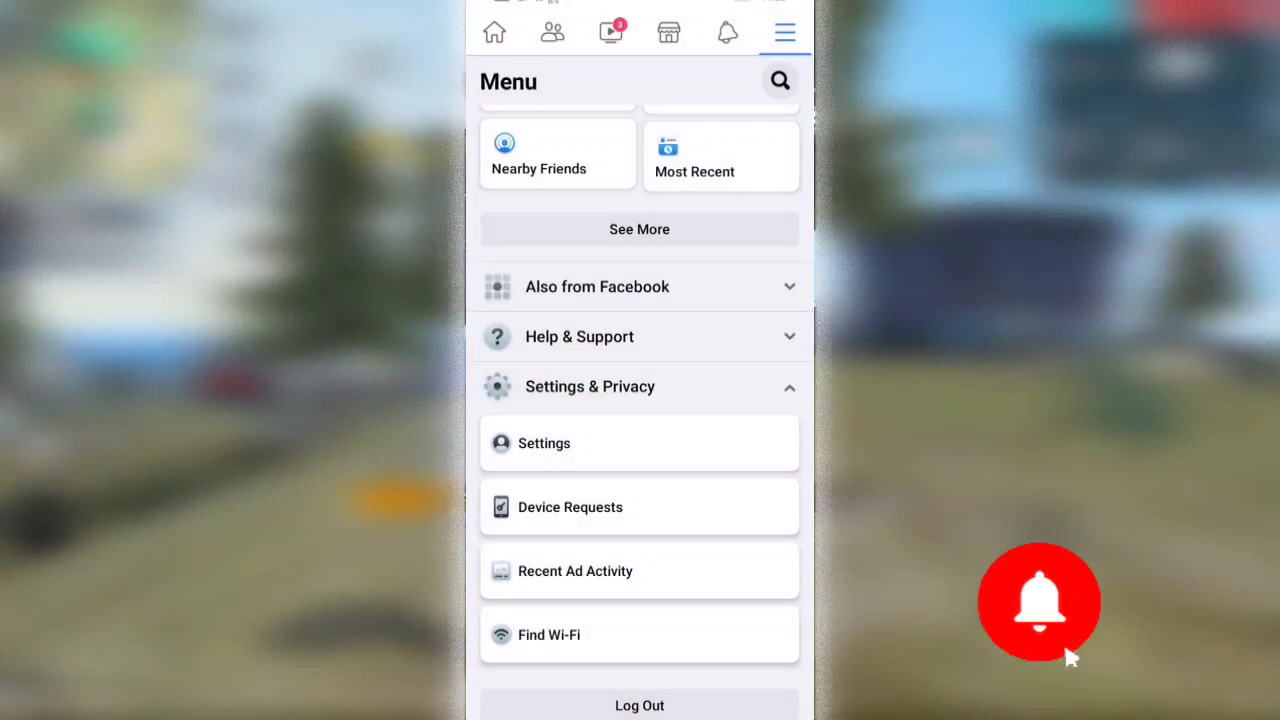 3
Menu
Nearby Friends
Most Recent
See More
Also from Facebook
Help & Support
Settings & Privacy
Settings
Device Requests
Recent Ad Activity
Find Wi-Fi
Log Out